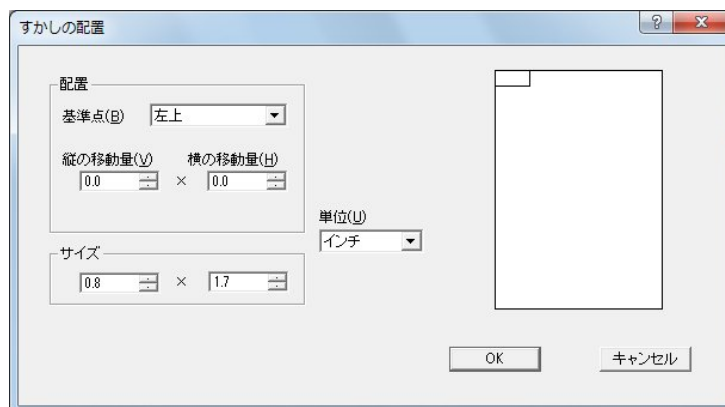 すかしの配置
配置
基準点(B) 左上
縦の移動量(V) 横の移動量(H)
0.0 × 0.0
単位(U)
インチ
サイズ
0.8 × 1.7
OK キャンセル